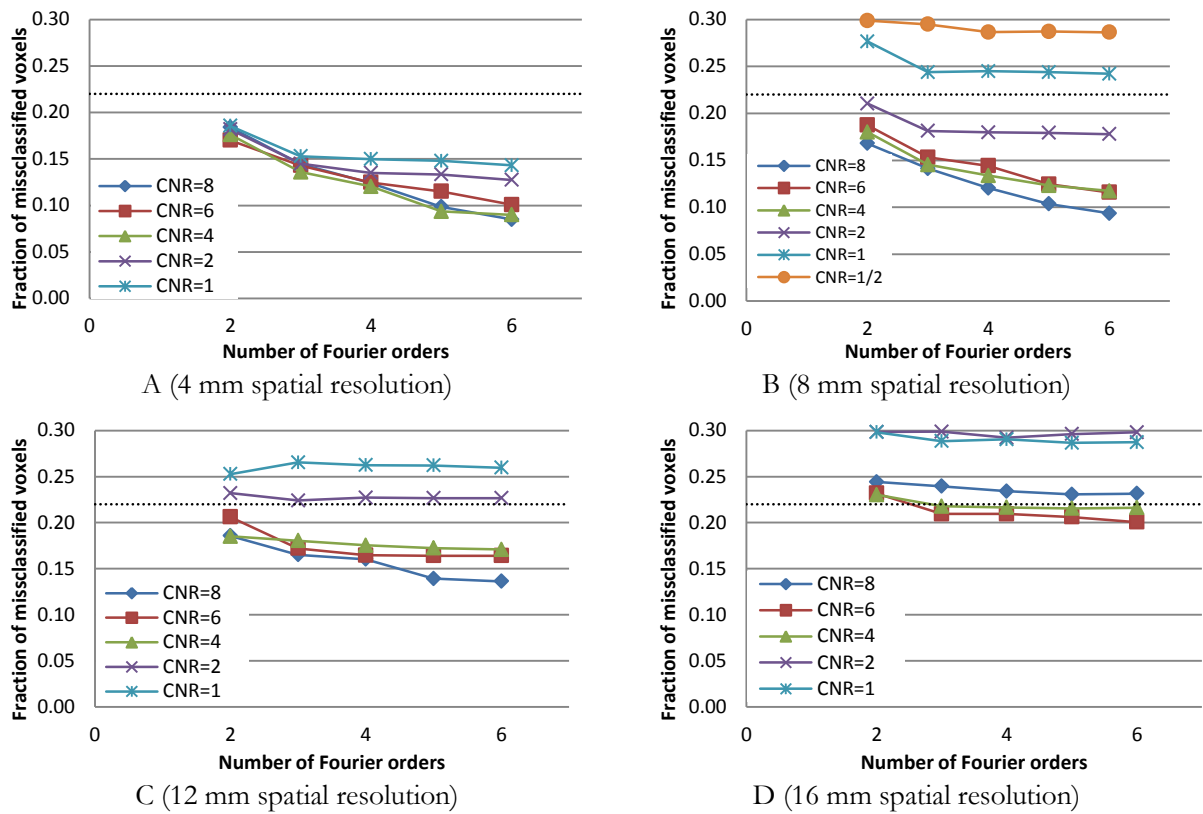 Fraction of missclassified voxels
0.30
0.25
0.20
0.15
0.10
0.05
0.00
CNR=8
CNR=6
CNR=4
CNR=2
CNR=1
0 2 4 6
Number of Fourier orders
A (4 mm spatial resolution)
Fraction of missclassified voxels
0.30
0.25
0.20
0.15
0.10
0.05
0.00
CNR=8
CNR=6
CNR=4
CNR=2
CNR=1
CNR=1/2
0 2 4 6
Number of Fourier orders
B (8 mm spatial resolution)
Fraction of missclassified voxels
0.30
0.25
0.20
0.15
0.10
0.05
0.00
CNR=8
CNR=6
CNR=4
CNR=2
CNR=1
0 2 4 6
Number of Fourier orders
C (12 mm spatial resolution)
Fraction of missclassified voxels
0.30
0.25
0.20
0.15
0.10
0.05
0.00
CNR=8
CNR=6
CNR=4
CNR=2
CNR=1
0 2 4 6
Number of Fourier orders
D (16 mm spatial resolution)